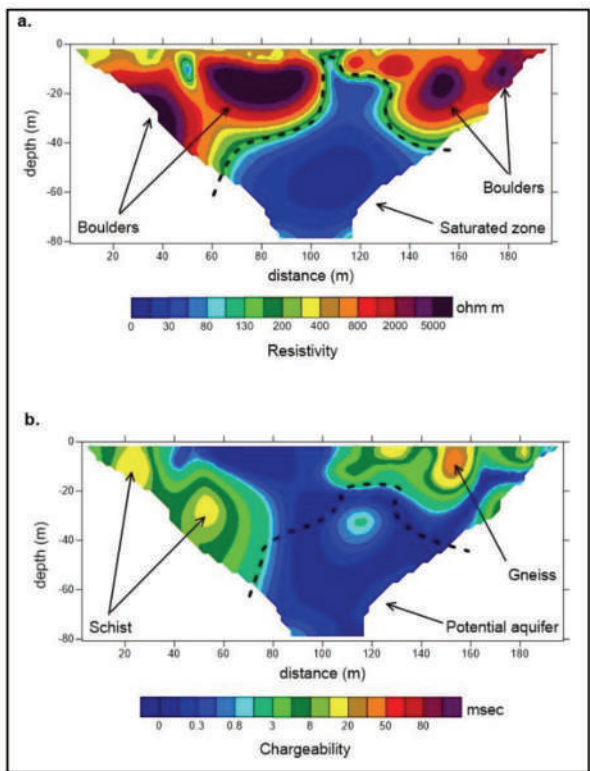 a.
0
-20
-40
-60
-80
depth (m)
Boulders
Boulders
Saturated zone
20 40 60 80 100 120 140 160 180
distance (m)
ohm m
0 30 80 130 200 400 800 2000 5000
Resistivity
b.
0
-20
-40
-60
-80
depth (m)
Schist
Gneiss
Potential aquifer
20 40 60 80 100 120 140 160 180
distance (m)
msec
0 0.3 0.8 3 8 20 50 80
Chargeability